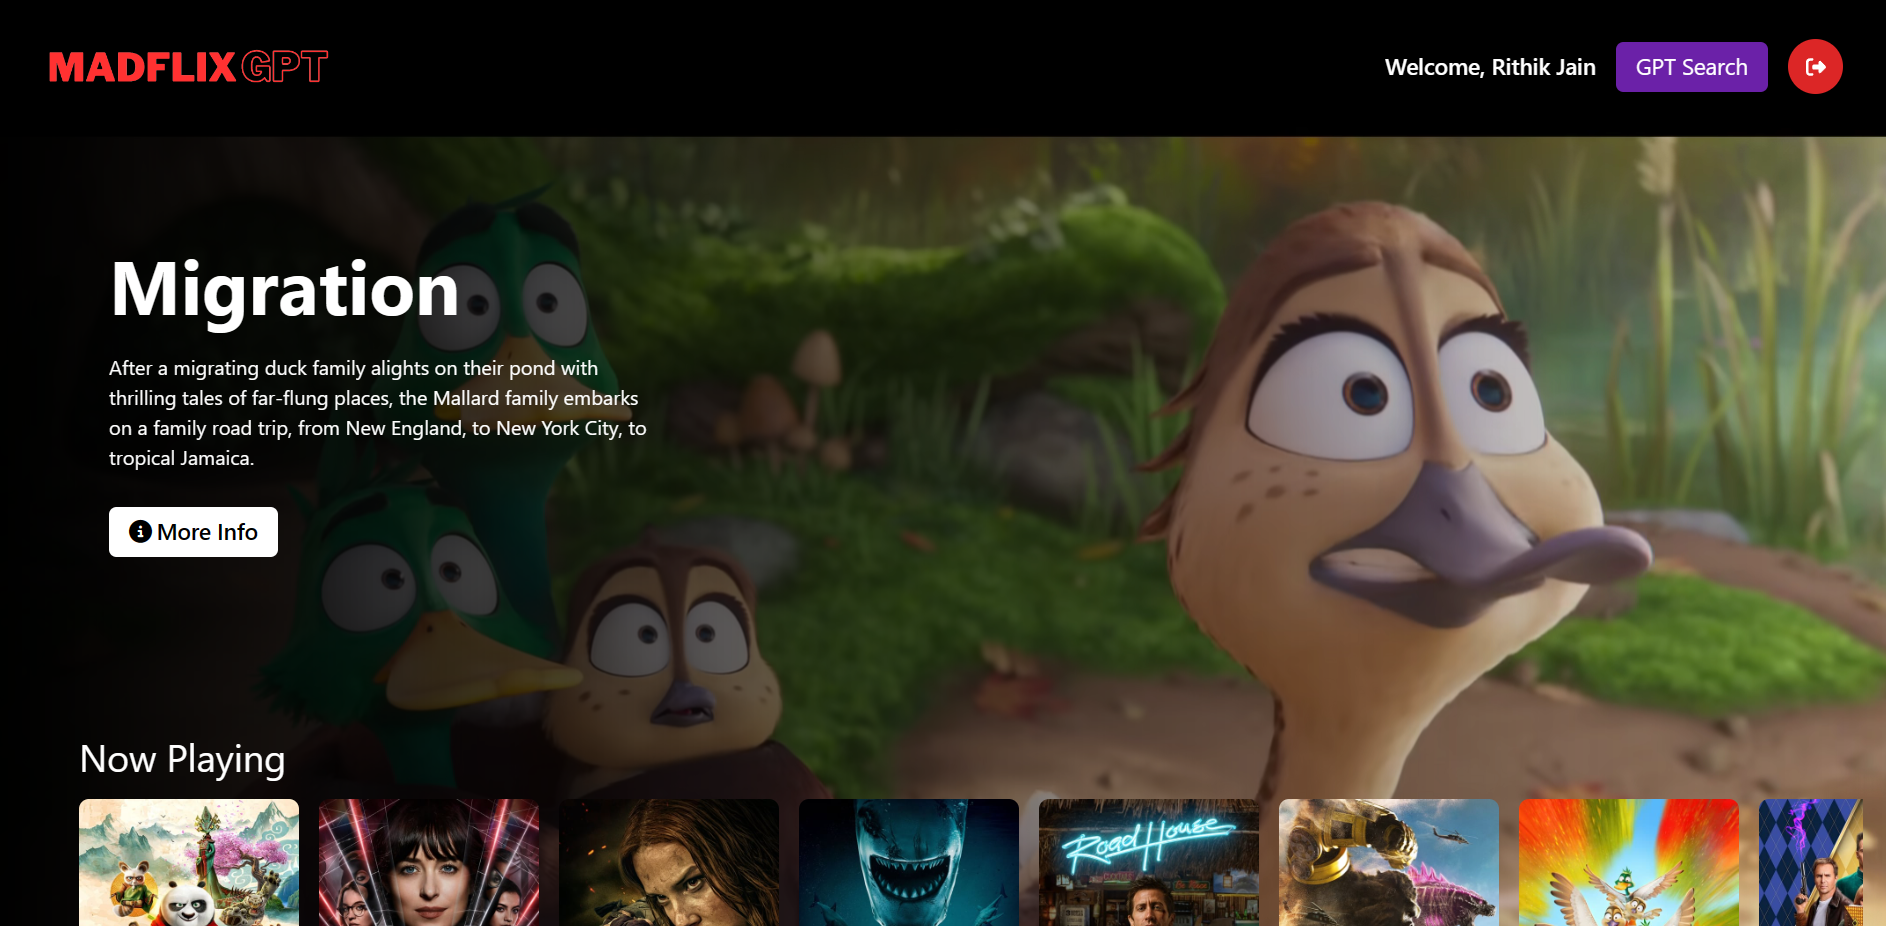 MADFLIX GPT
Welcome, Rithik Jain
GPT Search
Migration
After a migrating duck family alights on their pond with
thrilling tales of far-flung places, the Mallard family embarks
on a family road trip, from New England, to New York City, to
tropical Jamaica.
More Info
Now Playing
Road House